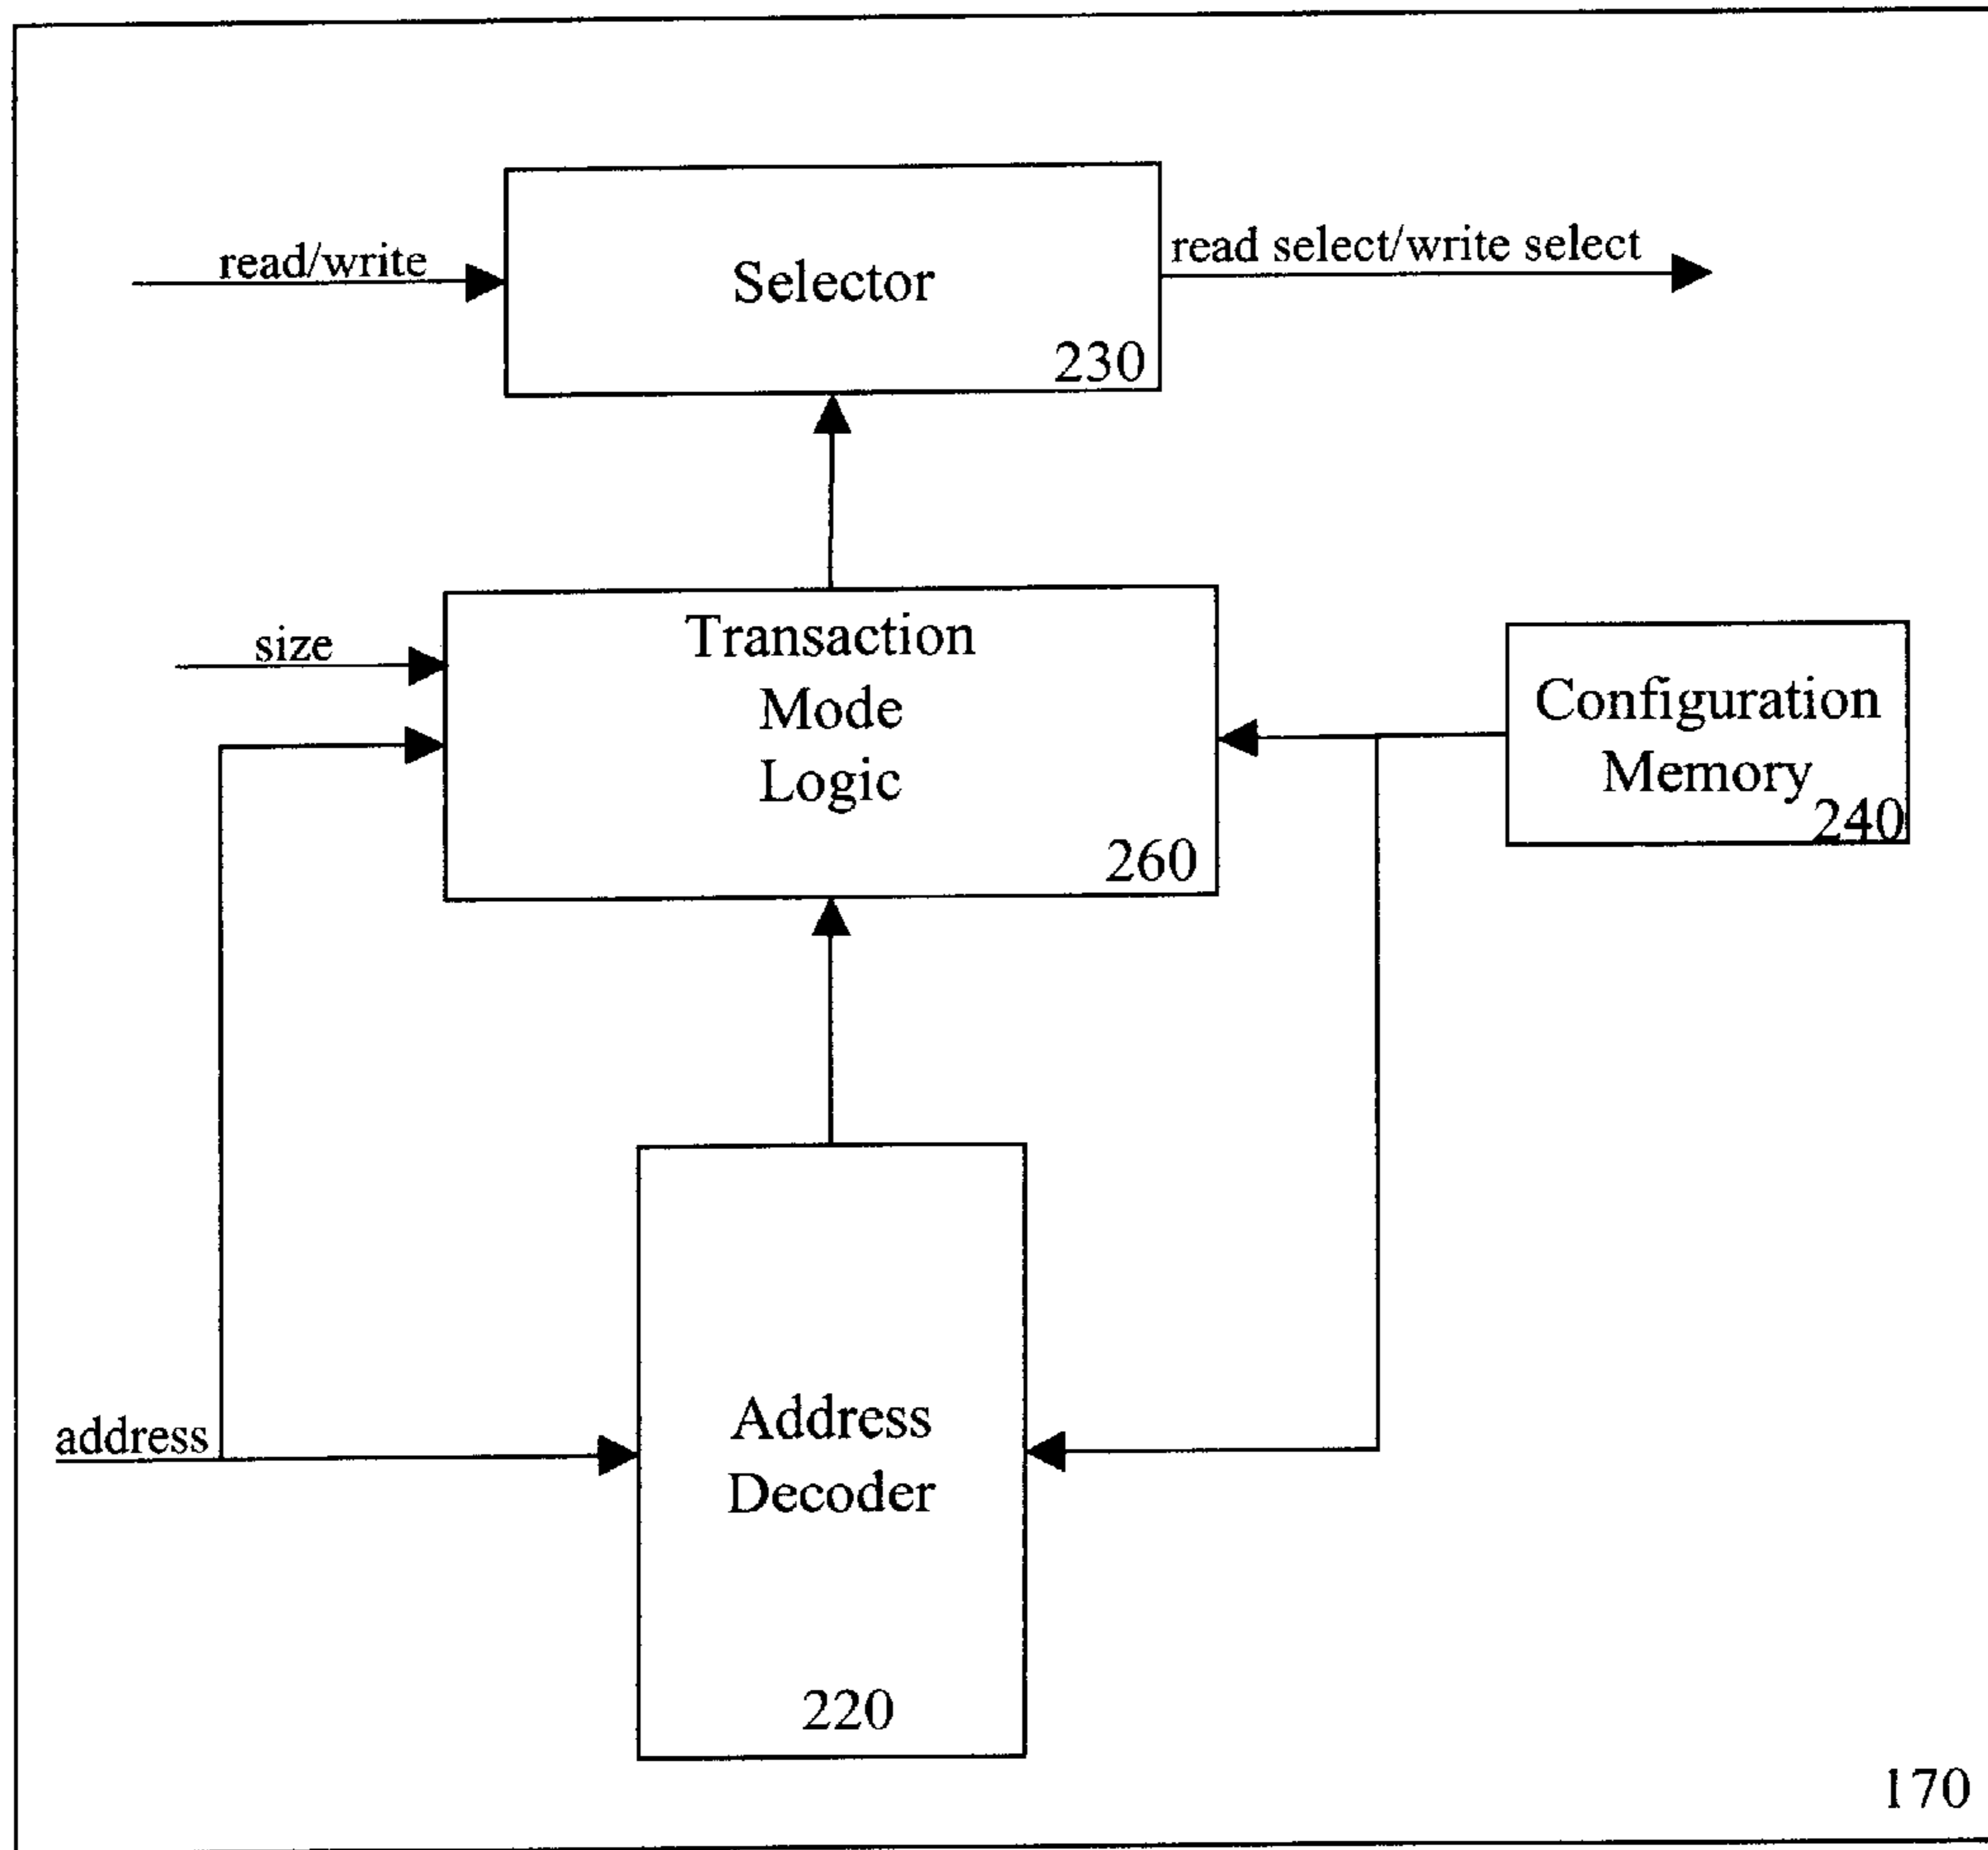 read/write
Selector
read select/write select
230
size
Transaction
Mode
Logic
260
Configuration
Memory
240
address
Address
Decoder
220
170